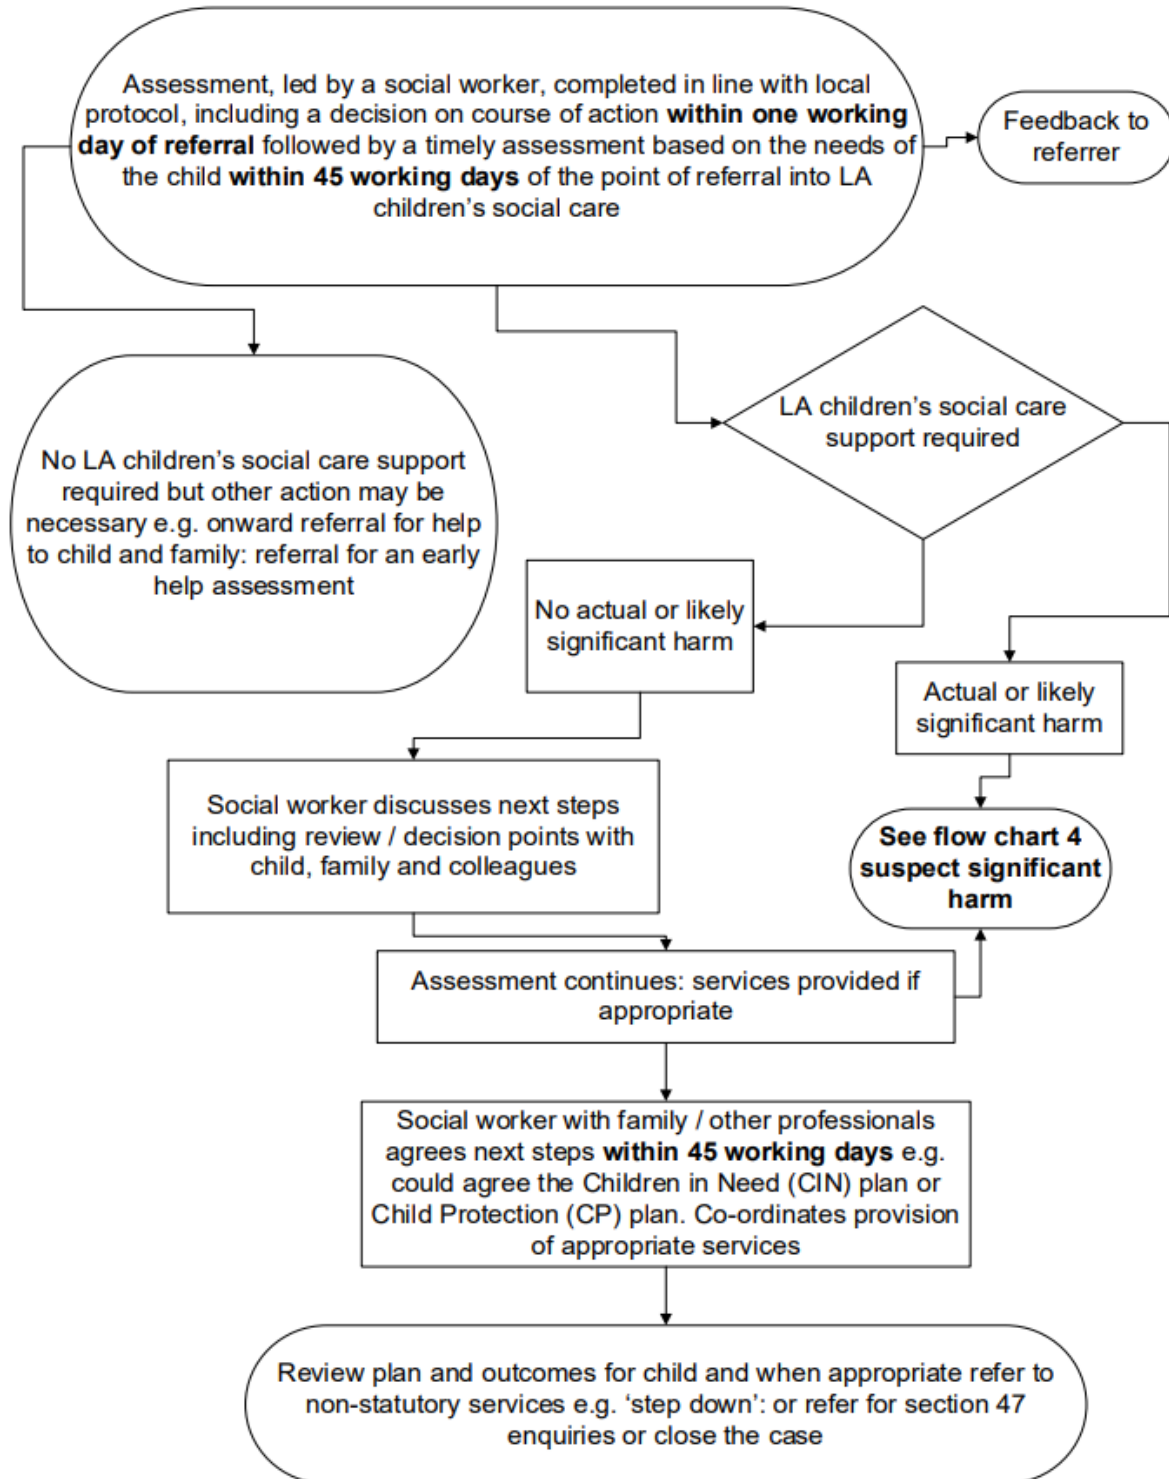 Assessment, led by a social worker, completed in line with local
protocol, including a decision on course of action within one working
day of referral followed by a timely assessment based on the needs of
the child within 45 working days of the point of referral into LA
children’s social care
Feedback to
referrer
LA children’s social care
support required
No LA children’s social care support
required but other action may be
necessary e.g. onward referral for help
to child and family: referral for an early
help assessment
No actual or likely
significant harm
Actual or likely
significant harm
Social worker discusses next steps
including review / decision points with
child, family and colleagues
See flow chart 4
suspect significant
harm
Assessment continues: services provided if
appropriate
Social worker with family / other professionals
agrees next steps within 45 working days e.g.
could agree the Children in Need (CIN) plan or
Child Protection (CP) plan. Co-ordinates provision
of appropriate services
Review plan and outcomes for child and when appropriate refer to
non-statutory services e.g. ‘step down’: or refer for section 47
enquiries or close the case